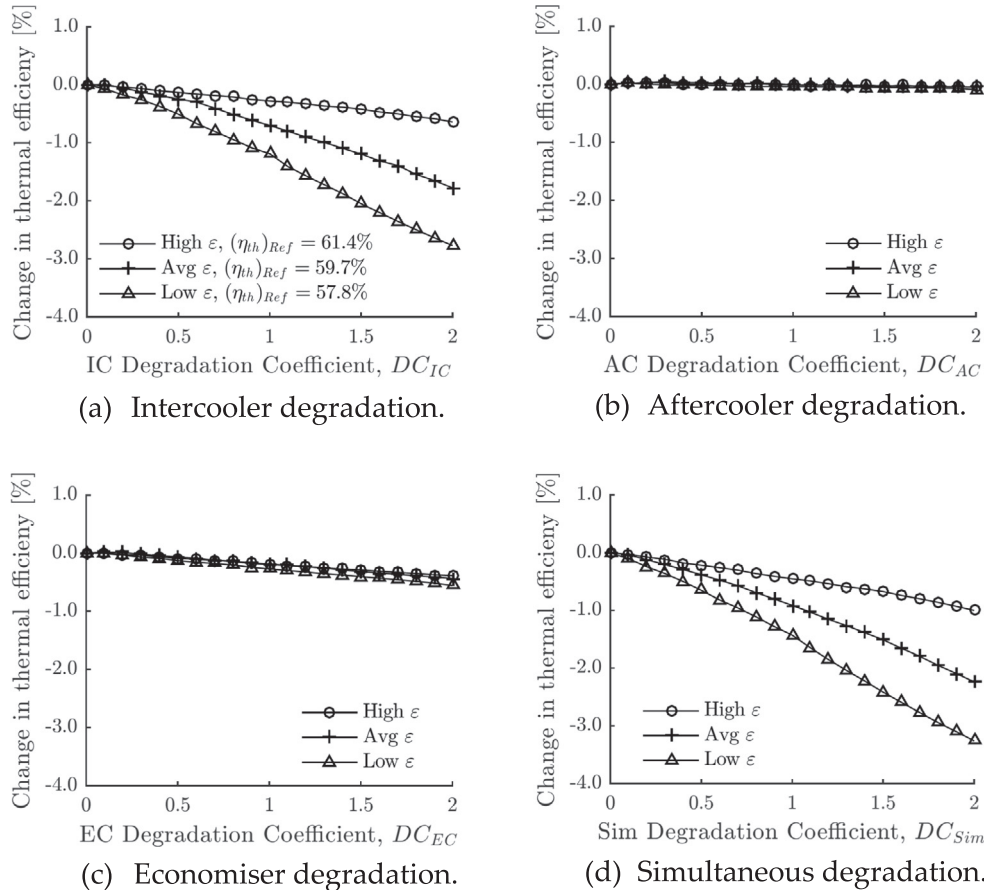 Change in thermal efficieny [%]
1.0
0.0
-1.0
-2.0
-3.0
-4.0
High ε, (η_th)_Ref = 61.4%
Avg ε, (η_th)_Ref = 59.7%
Low ε, (η_th)_Ref = 57.8%
0 0.5 1 1.5 2
IC Degradation Coefficient, DC_IC
(a) Intercooler degradation.
Change in thermal efficieny [%]
1.0
0.0
-1.0
-2.0
-3.0
-4.0
High ε
Avg ε
Low ε
0 0.5 1 1.5 2
AC Degradation Coefficient, DC_AC
(b) Aftercooler degradation.
Change in thermal efficieny [%]
1.0
0.0
-1.0
-2.0
-3.0
-4.0
High ε
Avg ε
Low ε
0 0.5 1 1.5 2
EC Degradation Coefficient, DC_EC
(c) Economiser degradation.
Change in thermal efficieny [%]
1.0
0.0
-1.0
-2.0
-3.0
-4.0
High ε
Avg ε
Low ε
0 0.5 1 1.5 2
Sim Degradation Coefficient, DC_Sim
(d) Simultaneous degradation.